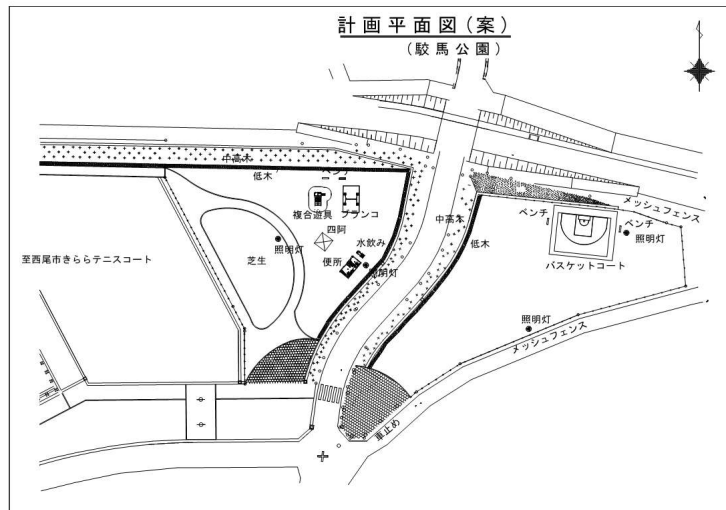 計画平面図(案)
(駮馬公園)
中高木
低木
ベンチ
複合遊具
ブランコ
四阿
水飲み
照明灯
芝生
便所
照明灯
至西尾市きららテニスコート
中高木
低木
メッシュフェンス
ベンチ
ベンチ
照明灯
バスケットコート
照明灯
メッシュフェンス
車止め